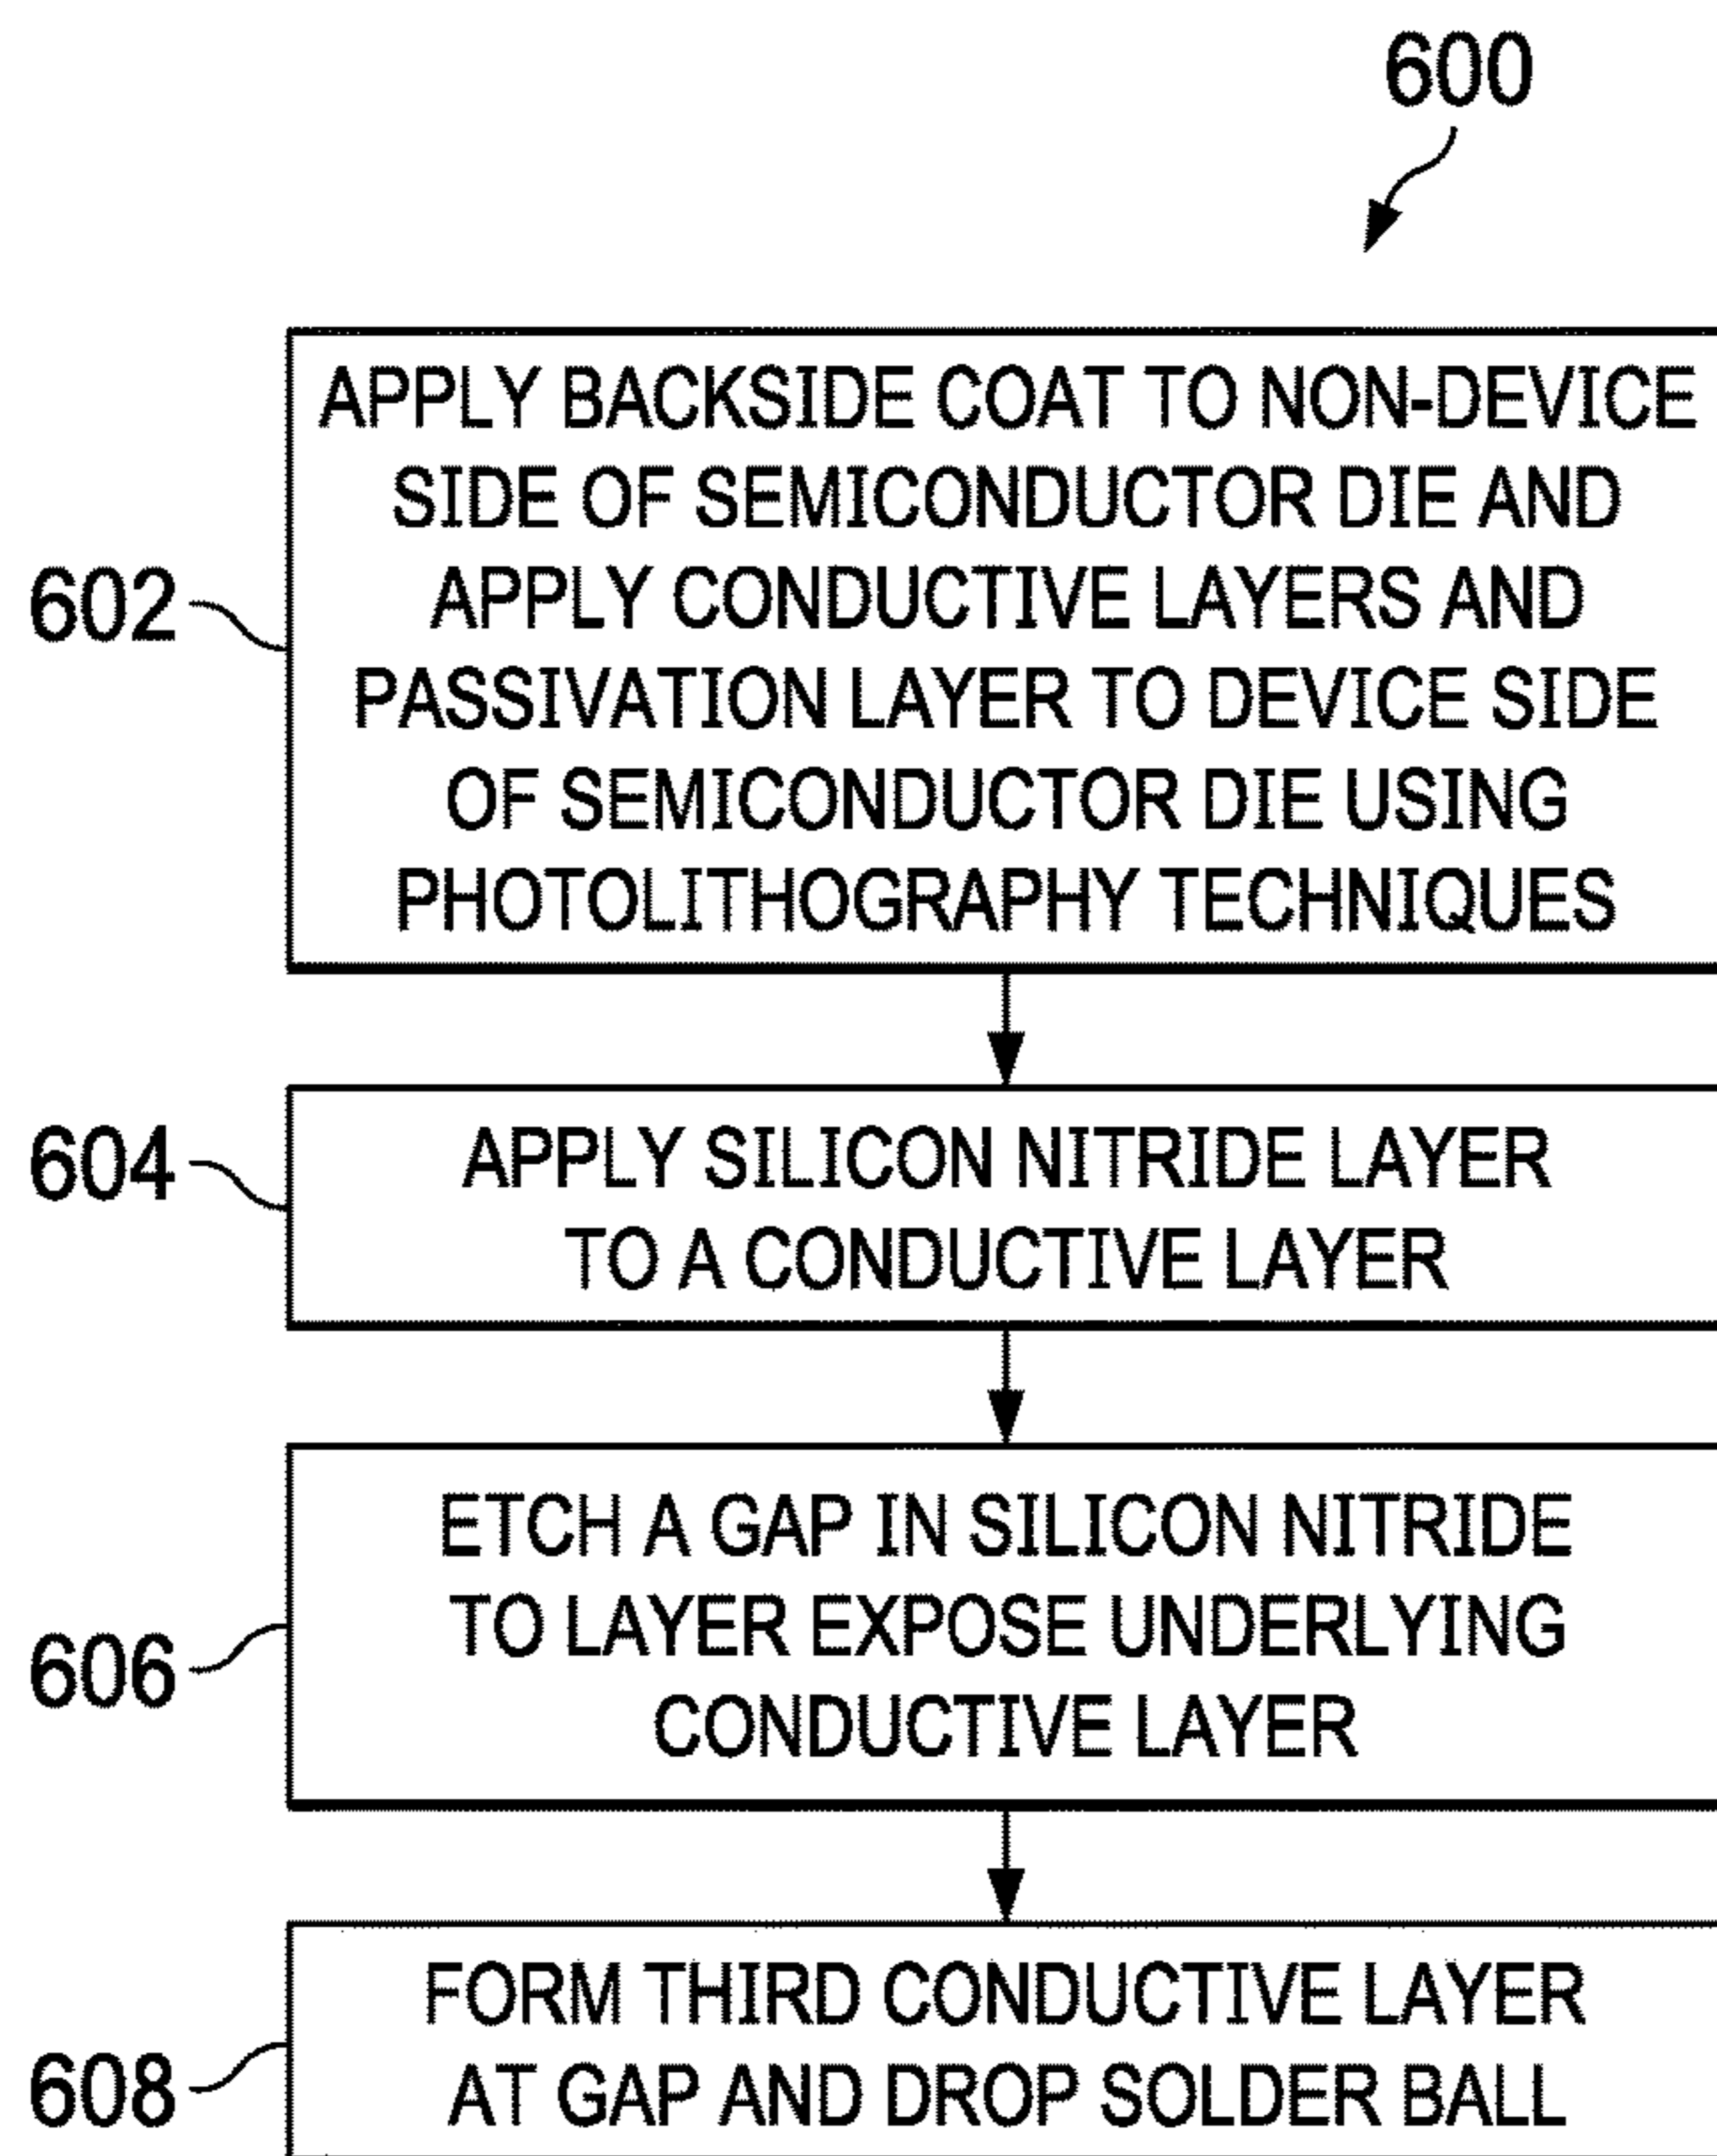 600
602
APPLY BACKSIDE COAT TO NON-DEVICE
SIDE OF SEMICONDUCTOR DIE AND
APPLY CONDUCTIVE LAYERS AND
PASSIVATION LAYER TO DEVICE SIDE
OF SEMICONDUCTOR DIE USING
PHOTOLITHOGRAPHY TECHNIQUES
604
APPLY SILICON NITRIDE LAYER
TO A CONDUCTIVE LAYER
606
ETCH A GAP IN SILICON NITRIDE
TO LAYER EXPOSE UNDERLYING
CONDUCTIVE LAYER
608
FORM THIRD CONDUCTIVE LAYER
AT GAP AND DROP SOLDER BALL